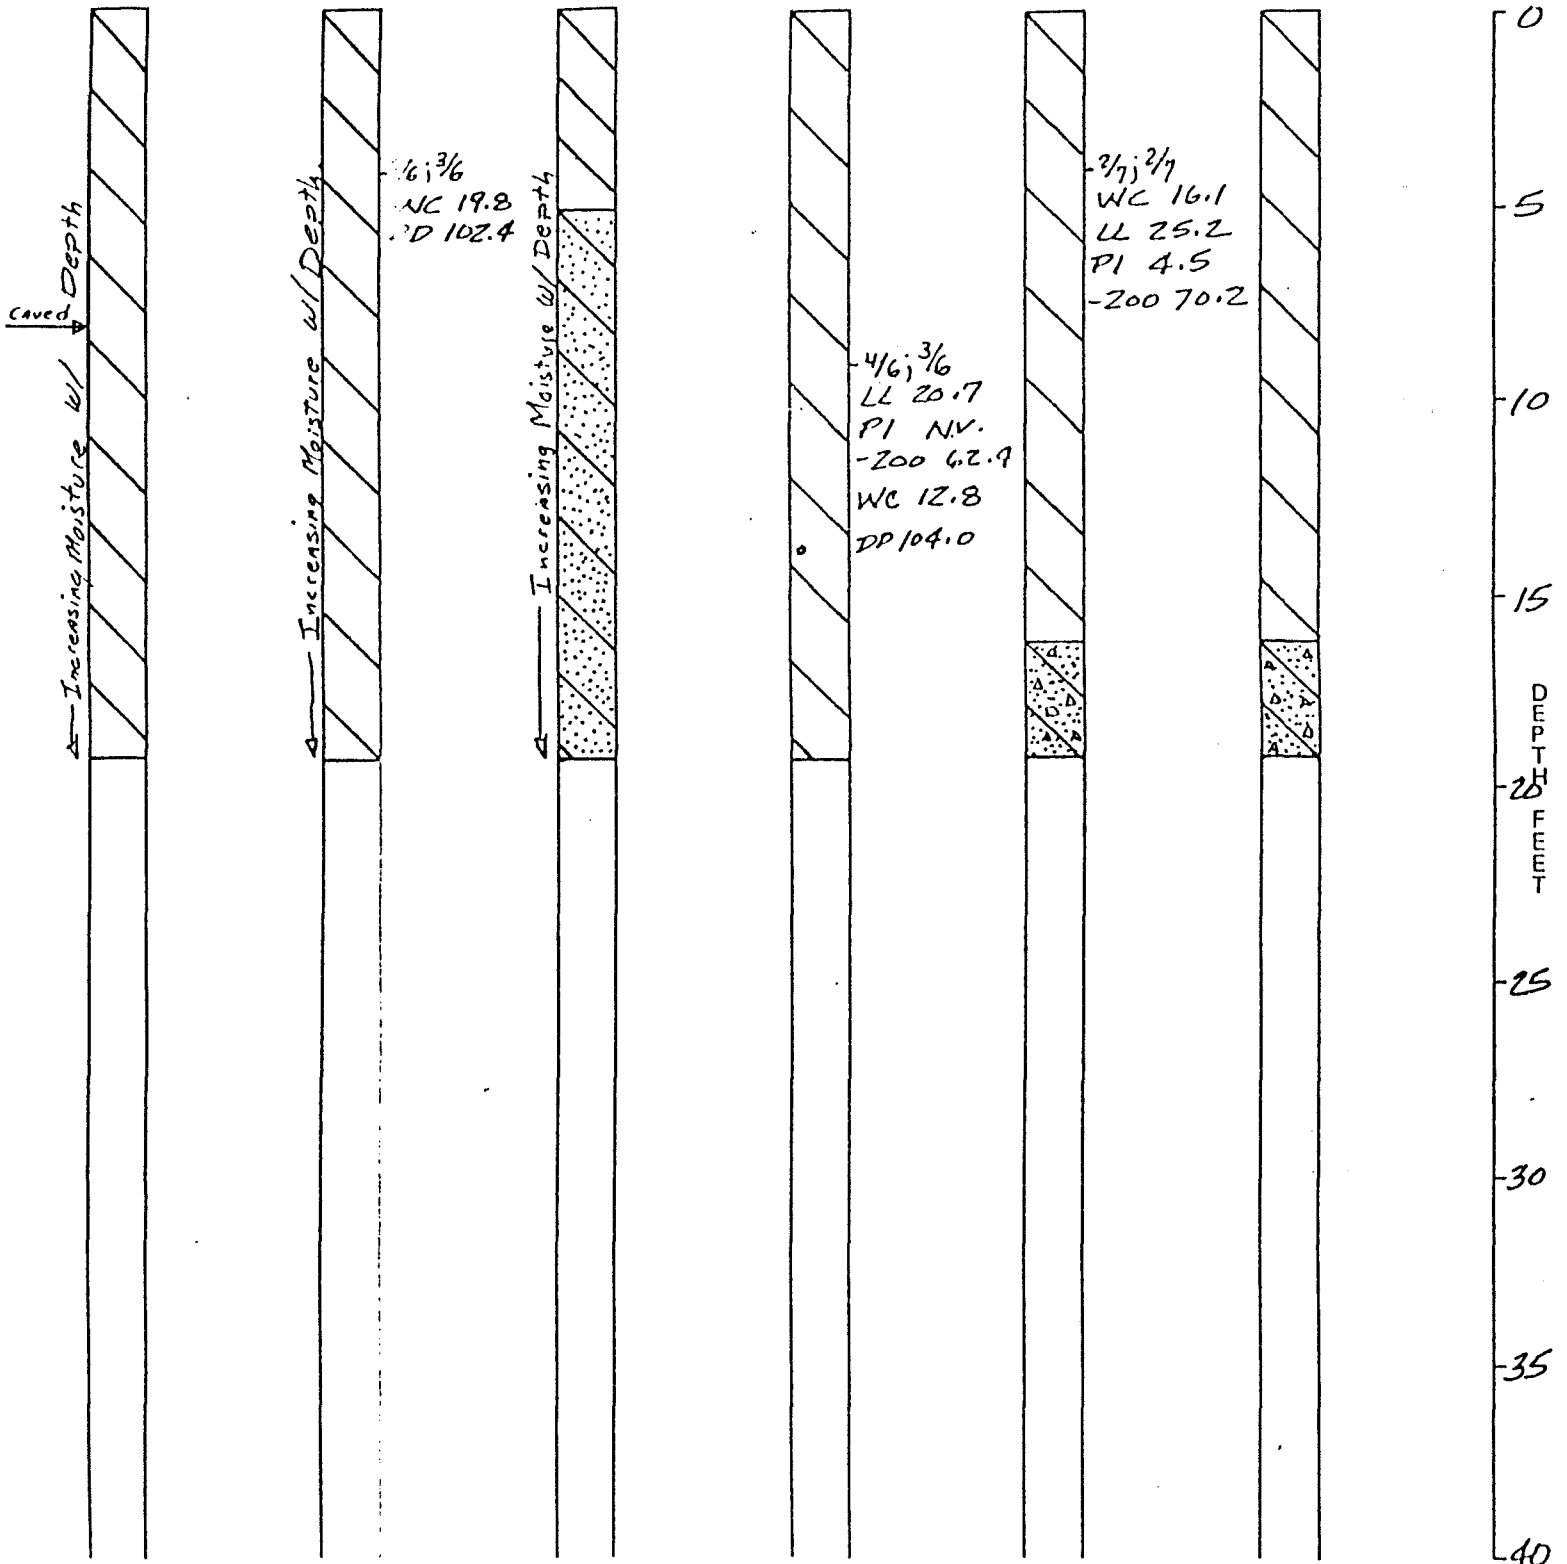 caved
Increasing Moisture w/ Depth
Increasing Moisture w/ Depth
/6; 3/6
WC 19.8
DD 102.4
Increasing Moisture w/ Depth
4/6; 3/6
LL 20.7
PI N.V.
-200
WC 12.8
DD 104.0
2/7; 2/7
WC 16.1
LL 25.2
PI 4.5
-200 70.2
0
5
10
15
20
25
30
35
40
DEPTH FEET